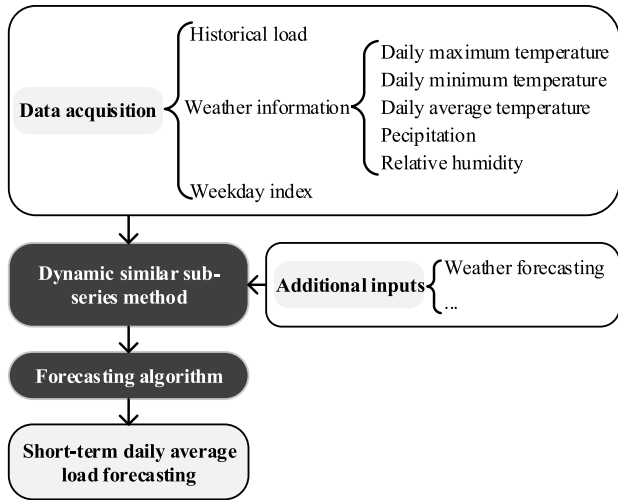 Historical load
Data acquisition
Weather information
Daily maximum temperature
Daily minimum temperature
Daily average temperature
Pecipitation
Relative humidity
Weekday index
Dynamic similar sub-
series method
Additional inputs
Weather forecasting
...
Forecasting algorithm
Short-term daily average
load forecasting